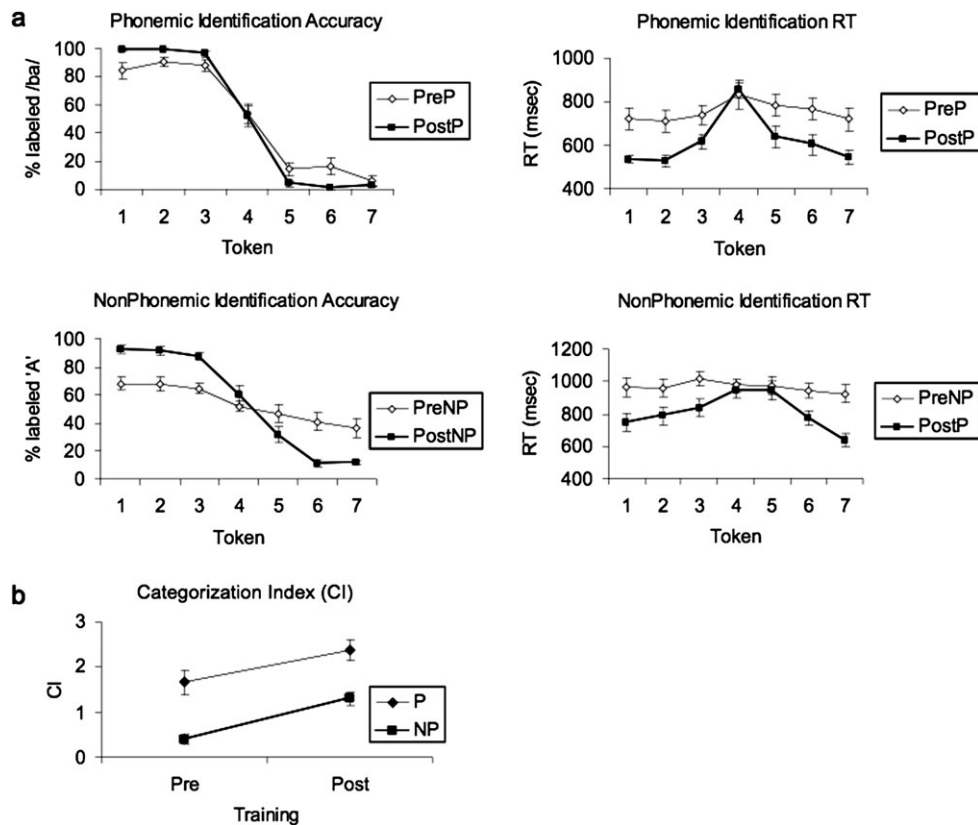 a
Phonemic Identification Accuracy
% labeled /ba/
100
80
60
40
20
0
1 2 3 4 5 6 7
Token
PreP
PostP
Phonemic Identification RT
RT (msec)
1000
800
600
400
1 2 3 4 5 6 7
Token
PreP
PostP
NonPhonemic Identification Accuracy
% labeled 'A'
100
80
60
40
20
0
1 2 3 4 5 6 7
Token
PreNP
PostNP
NonPhonemic Identification RT
RT (msec)
1200
1000
800
600
400
1 2 3 4 5 6 7
Token
PreNP
PostP
b
Categorization Index (CI)
CI
3
2
1
0
Pre Post
Training
P
NP